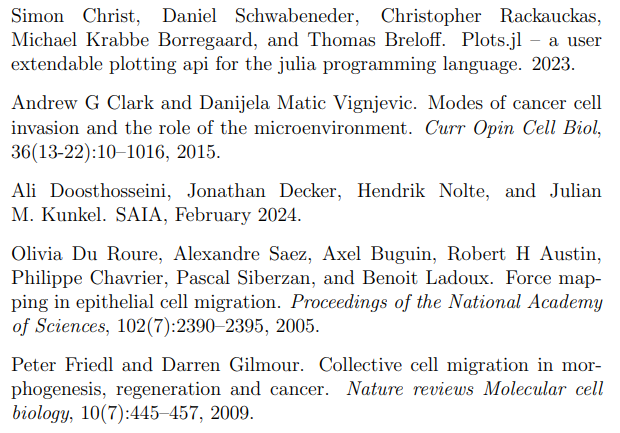 Simon Christ, Daniel Schwabeneder, Christopher Rackauckas,
Michael Krabbe Borregaard, and Thomas Breloff. Plots.jl – a user
extendable plotting api for the julia programming language. 2023.
Andrew G Clark and Danijela Matic Vignjevic. Modes of cancer cell
invasion and the role of the microenvironment. Curr Opin Cell Biol,
36(13-22):10–1016, 2015.
Ali Doosthosseini, Jonathan Decker, Hendrik Nolte, and Julian
M. Kunkel. SAIA, February 2024.
Olivia Du Roure, Alexandre Saez, Axel Buguin, Robert H Austin,
Philippe Chavrier, Pascal Siberzan, and Benoit Ladoux. Force map-
ping in epithelial cell migration. Proceedings of the National Academy
of Sciences, 102(7):2390–2395, 2005.
Peter Friedl and Darren Gilmour. Collective cell migration in mor-
phogenesis, regeneration and cancer. Nature reviews Molecular cell
biology, 10(7):445–457, 2009.